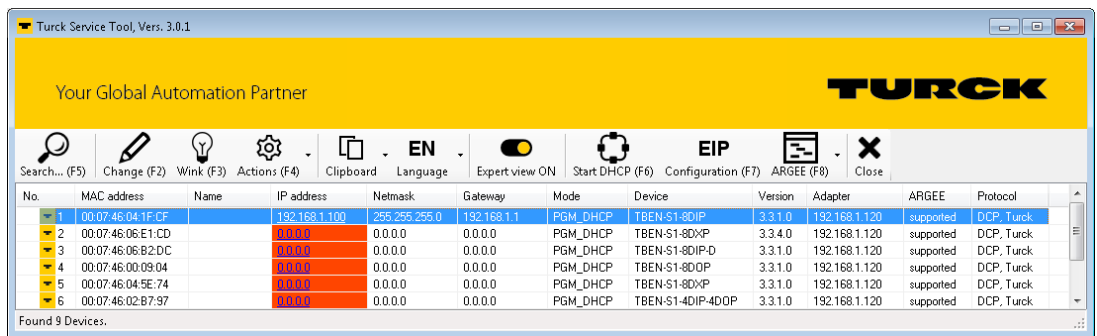 Turck Service Tool, Vers. 3.0.1
Your Global Automation Partner
TURCK
EN EIP
Search... (F5) Change (F2) Wink (F3) Actions (F4) Clipboard Language Expert view ON Start DHCP (F6) Configuration (F7) ARGEE (F8) Close
No. MAC address Name IP address Netmask Gateway Mode Device Version Adapter ARGEE Protocol
1 00:07:46:04:1F:CF 192.168.1.100 255.255.255.0 192.168.1.1 PGM_DHCP TBEN-S1-8DIP 3.3.1.0 192.168.1.120 supported DCP, Turck
2 00:07:46:06:E1:CD 0.0.0.0 0.0.0.0 0.0.0.0 PGM_DHCP TBEN-S1-8DXP 3.3.4.0 192.168.1.120 supported DCP, Turck
3 00:07:46:06:B2:DC 0.0.0.0 0.0.0.0 0.0.0.0 PGM_DHCP TBEN-S1-8DIP-D 3.3.1.0 192.168.1.120 supported DCP, Turck
4 00:07:46:00:09:04 0.0.0.0 0.0.0.0 0.0.0.0 PGM_DHCP TBEN-S1-8DOP 3.3.1.0 192.168.1.120 supported DCP, Turck
5 00:07:46:04:5E:74 0.0.0.0 0.0.0.0 0.0.0.0 PGM_DHCP TBEN-S1-8DXP 3.3.1.0 192.168.1.120 supported DCP, Turck
6 00:07:46:02:B7:97 0.0.0.0 0.0.0.0 0.0.0.0 PGM_DHCP TBEN-S1-4DIP-4DOP 3.3.1.0 192.168.1.120 supported DCP, Turck
Found 9 Devices.